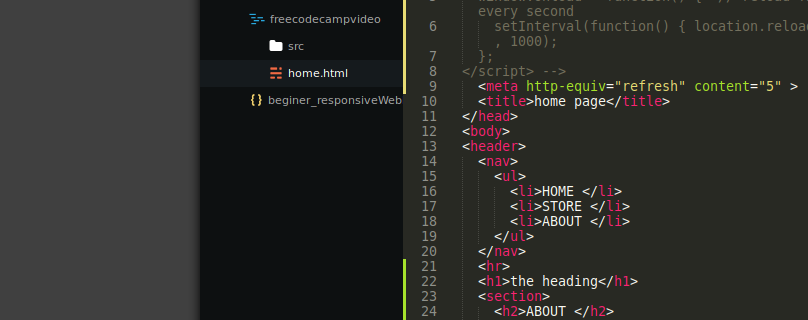 freecodecampvideo
src
home.html
beginer_responsiveWeb
every second
6 setInterval(function() { location.reloa
, 1000);
7 };
8 </script> -->
9 <meta http-equiv="refresh" content="5" >
10 <title>home page</title>
11 </head>
12 <body>
13 <header>
14 <nav>
15 <ul>
16 <li>HOME </li>
17 <li>STORE </li>
18 <li>ABOUT </li>
19 </ul>
20 </nav>
21 <hr>
22 <h1>the heading</h1>
23 <section>
24 <h2>ABOUT </h2>